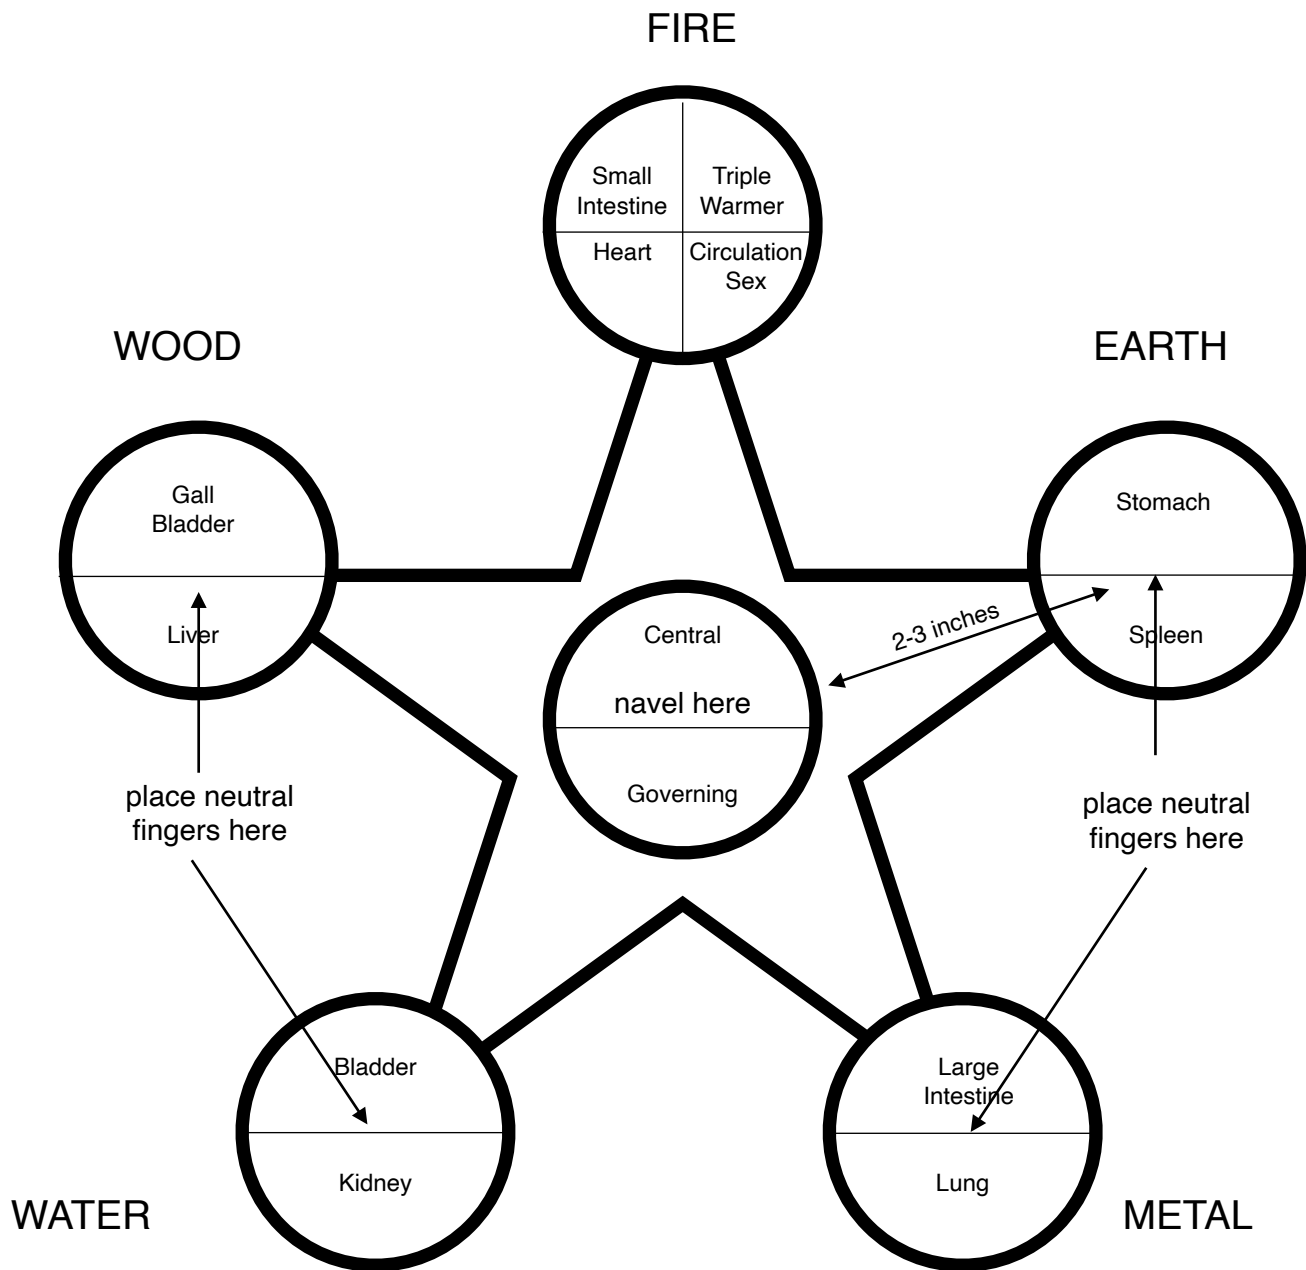 FIRE
Small
Intestine
Triple
Warmer
Heart
Circulation
Sex
WOOD
EARTH
Gall
Bladder
Liver
Stomach
Spleen
2-3 inches
Central
navel here
Governing
place neutral
fingers here
place neutral
fingers here
Bladder
Kidney
Large
Intestine
Lung
WATER
METAL